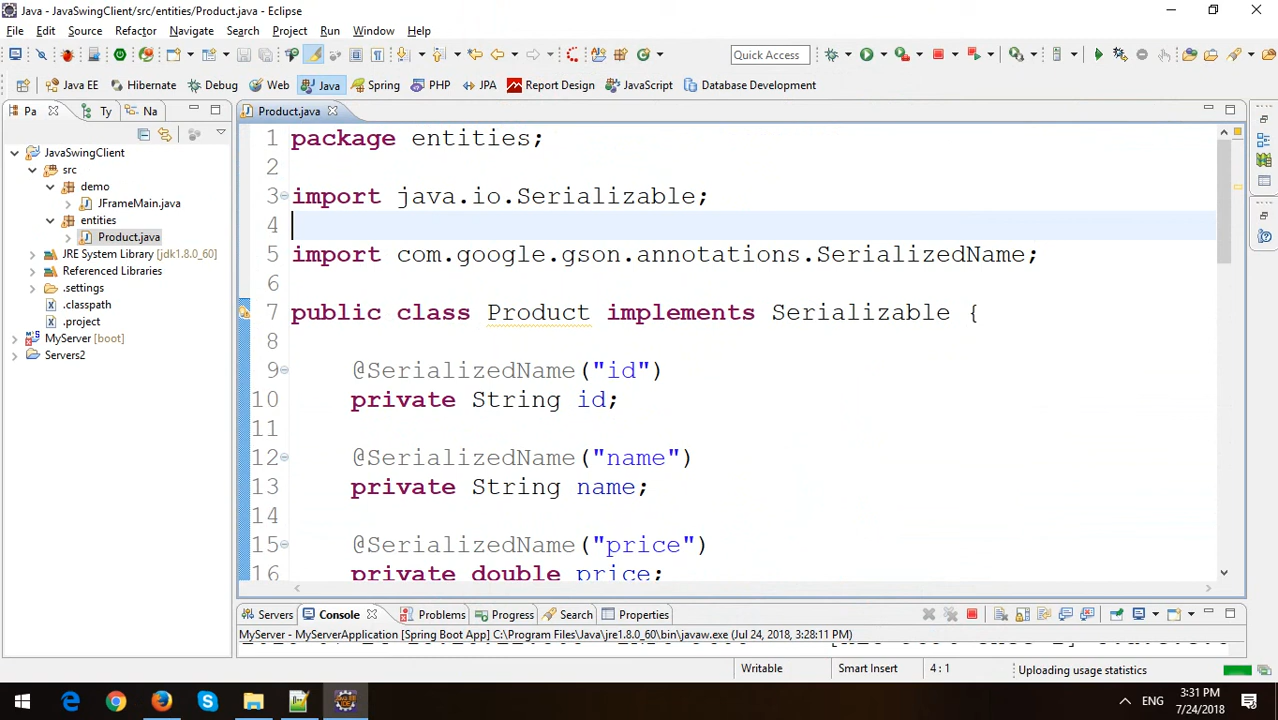 Java - JavaSwingClient/src/entities/Product.java - Eclipse
File Edit Source Refactor Navigate Search Project Run Window Help
Quick Access
Java EE Hibernate Debug Web Java Spring PHP JPA Report Design JavaScript Database Development
Pa Ty Na
Product.java
JavaSwingClient
src
demo
JFrameMain.java
entities
Product.java
JRE System Library [jdk1.8.0_60]
Referenced Libraries
.settings
.classpath
.project
MyServer [boot]
Servers2
1 package entities;
2
3 import java.io.Serializable;
4
5 import com.google.gson.annotations.SerializedName;
6
7 public class Product implements Serializable {
8
9 @SerializedName("id")
10 private String id;
11
12 @SerializedName("name")
13 private String name;
14
15 @SerializedName("price")
16 private double price;
Servers Console Problems Progress Search Properties
MyServer - MyServerApplication [Spring Boot App] C:\Program Files\Java\jre1.8.0_60\bin\javaw.exe (Jul 24, 2018, 3:28:11 PM)
Writable Smart Insert 4 : 1 Uploading usage statistics
ENG 3:31 PM
7/24/2018